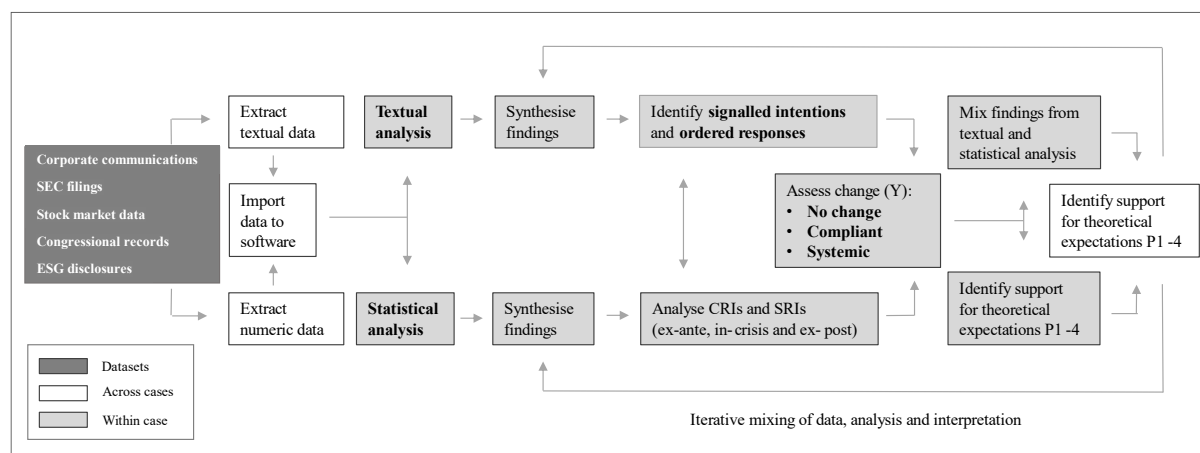 Corporate communications
SEC filings
Stock market data
Congressional records
ESG disclosures
Extract
textual data
Import
data to
software
Extract
numeric data
Textual
analysis
Statistical
analysis
Synthesise
findings
Synthesise
findings
Identify signalled intentions
and ordered responses
Analyse CRIs and SRIs
(ex-ante, in- crisis and ex- post)
Assess change (Y):
• No change
• Compliant
• Systemic
Mix findings from
textual and
statistical analysis
Identify support
for theoretical
expectations P1 -4
Identify support
for theoretical
expectations P1 -4
Datasets
Across cases
Within case
Iterative mixing of data, analysis and interpretation